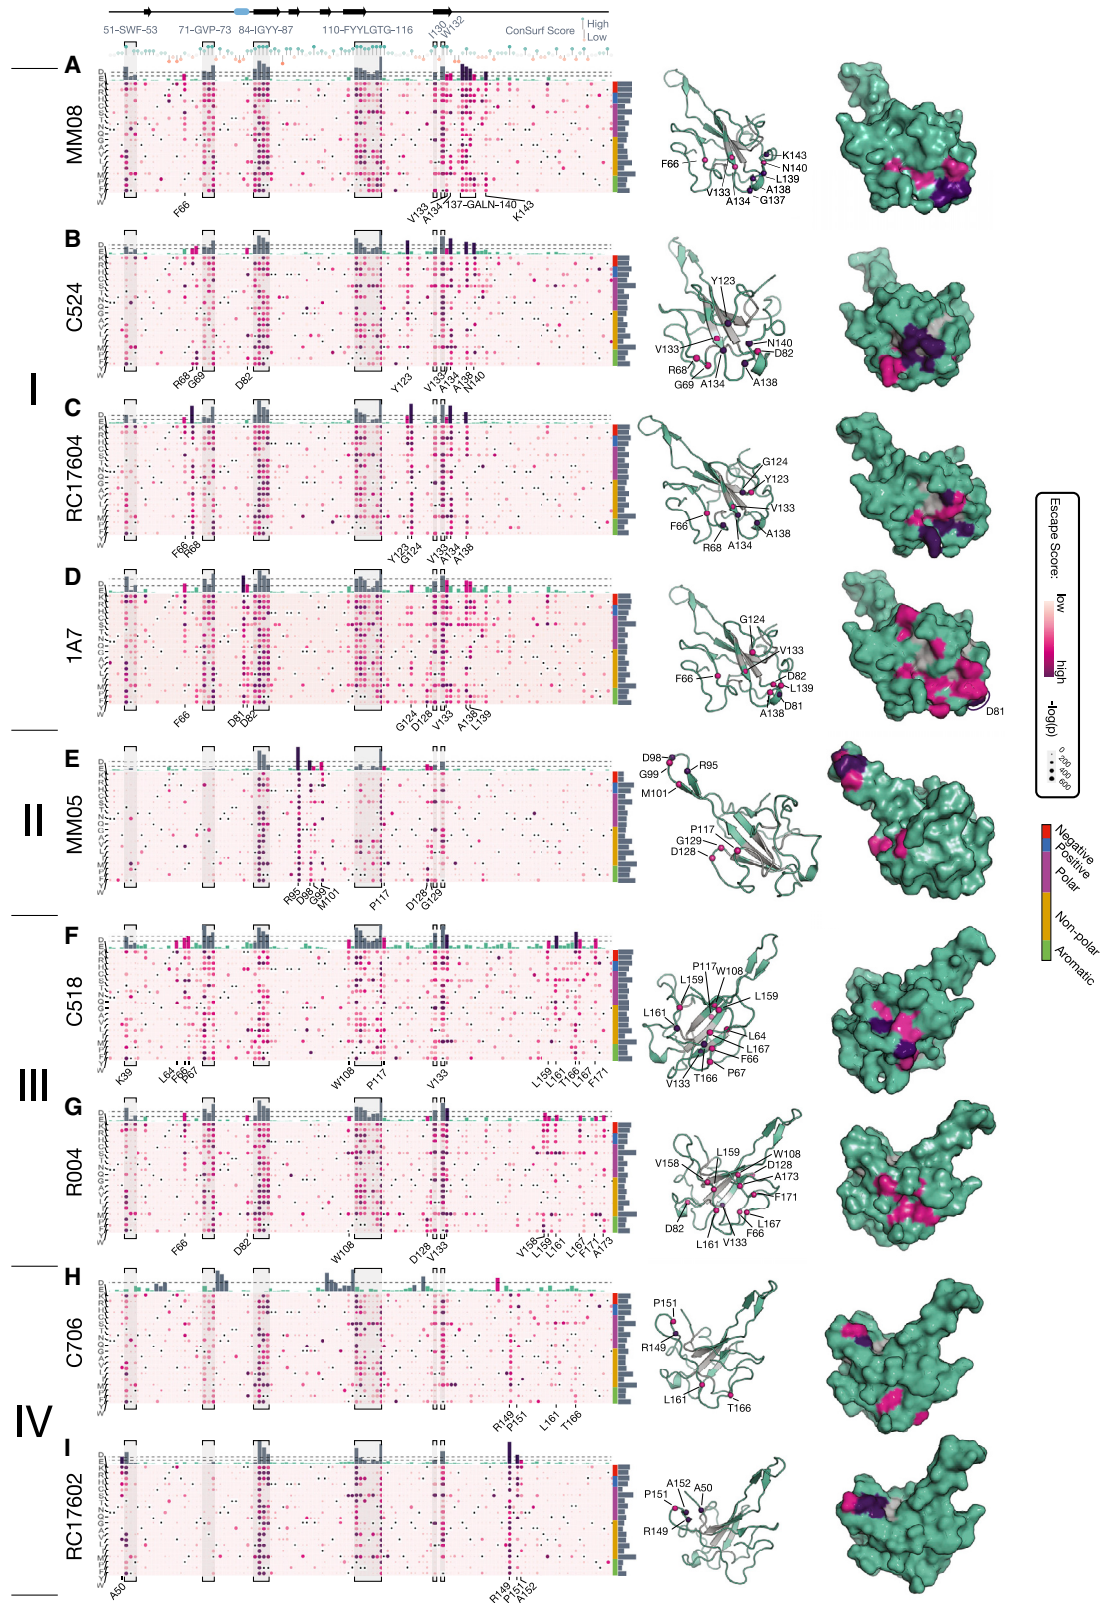 51-SWF-53
71-GVP-73
84-IGYY-87
110-FYYLGTG-116
I130
W132
ConSurf Score
High
Low
A
MM08
F66
V133
A134
137-GALN-140
K143
F66
V133
A134
G137
A138
L139
N140
K143
B
C524
R68
G69
D82
Y123
V133
A134
A138
N140
Y123
V133
R68
G69
A134
N140
D82
A138
I
C
RC17604
F66
R68
Y123
G124
V133
A134
A138
G124
Y123
V133
F66
R68
A134
A138
D
1A7
F66
D81
D82
G124
D128
V133
A138
L139
G124
V133
F66
D82
L139
D81
A138
D81
Escape Score:
low
high
-log(p)
0
200
400
600
Negative
Positive
Polar
Non-polar
Aromatic
II
E
MM05
R95
D98
G99
M101
P117
D128
G129
D98
G99
R95
M101
P117
G129
D128
III
F
C518
K39
L64
F66
P67
W108
P117
V133
L159
L161
T166
L167
F171
P117
W108
L159
L159
L161
L64
L167
F66
P67
T166
V133
G
R004
F66
D82
W108
D128
V133
V158
L159
L161
L167
F171
A173
L159
W108
D128
A173
V158
F171
D82
L167
F66
L161
V133
IV
H
C706
R149
P151
L161
T166
P151
R149
L161
T166
I
RC17602
A50
R149
P151
A152
A152
A50
P151
R149